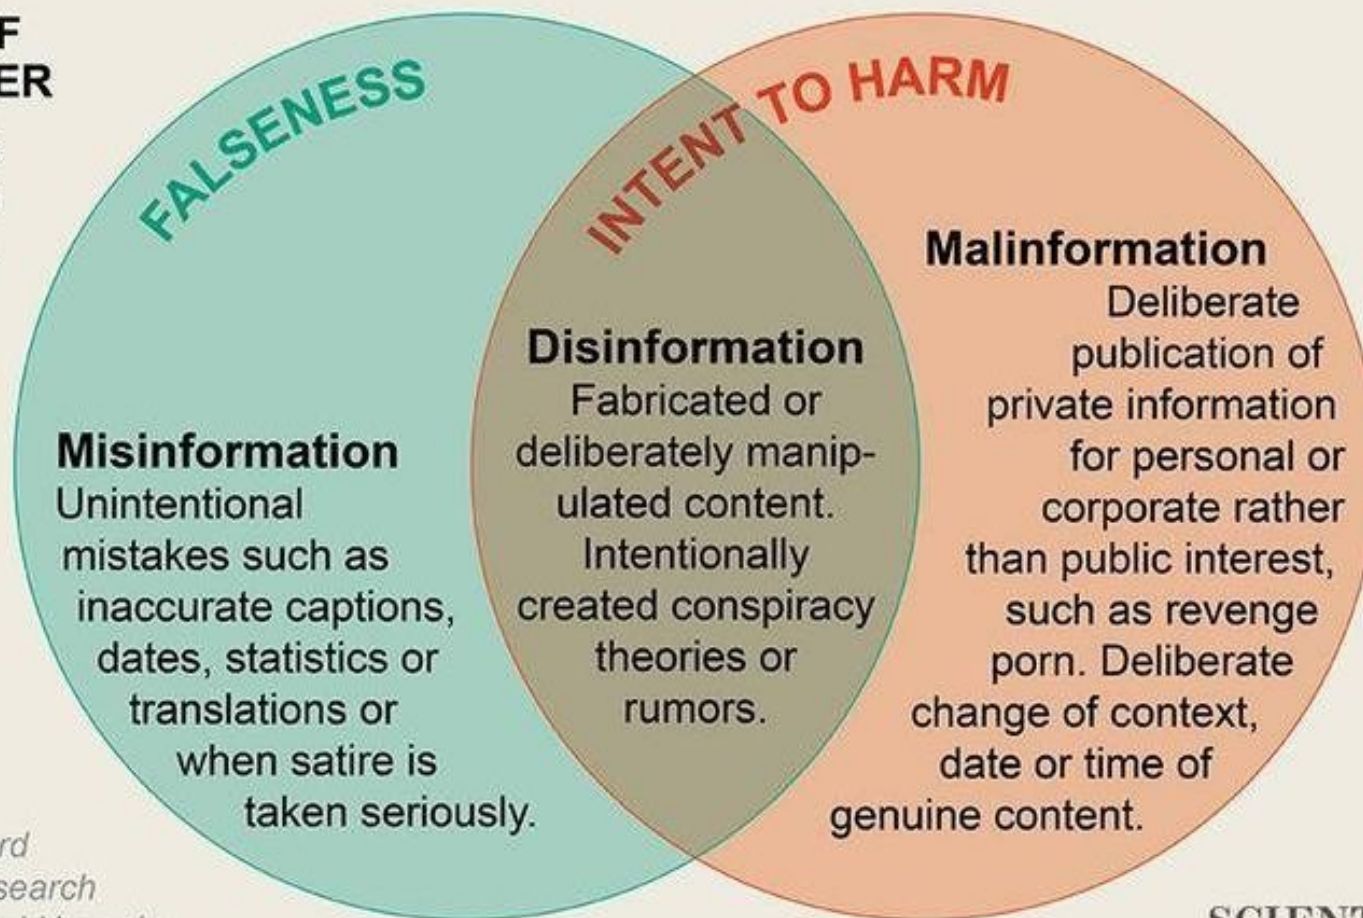 FALSENESS
INTENT TO HARM
Misinformation
Unintentional
mistakes such as
inaccurate captions,
dates, statistics or
translations or
when satire is
taken seriously.
Disinformation
Fabricated or
deliberately manip-
ulated content.
Intentionally
created conspiracy
theories or
rumors.
Malinformation
Deliberate
publication of
private information
for personal or
corporate rather
than public interest,
such as revenge
porn. Deliberate
change of context,
date or time of
genuine content.